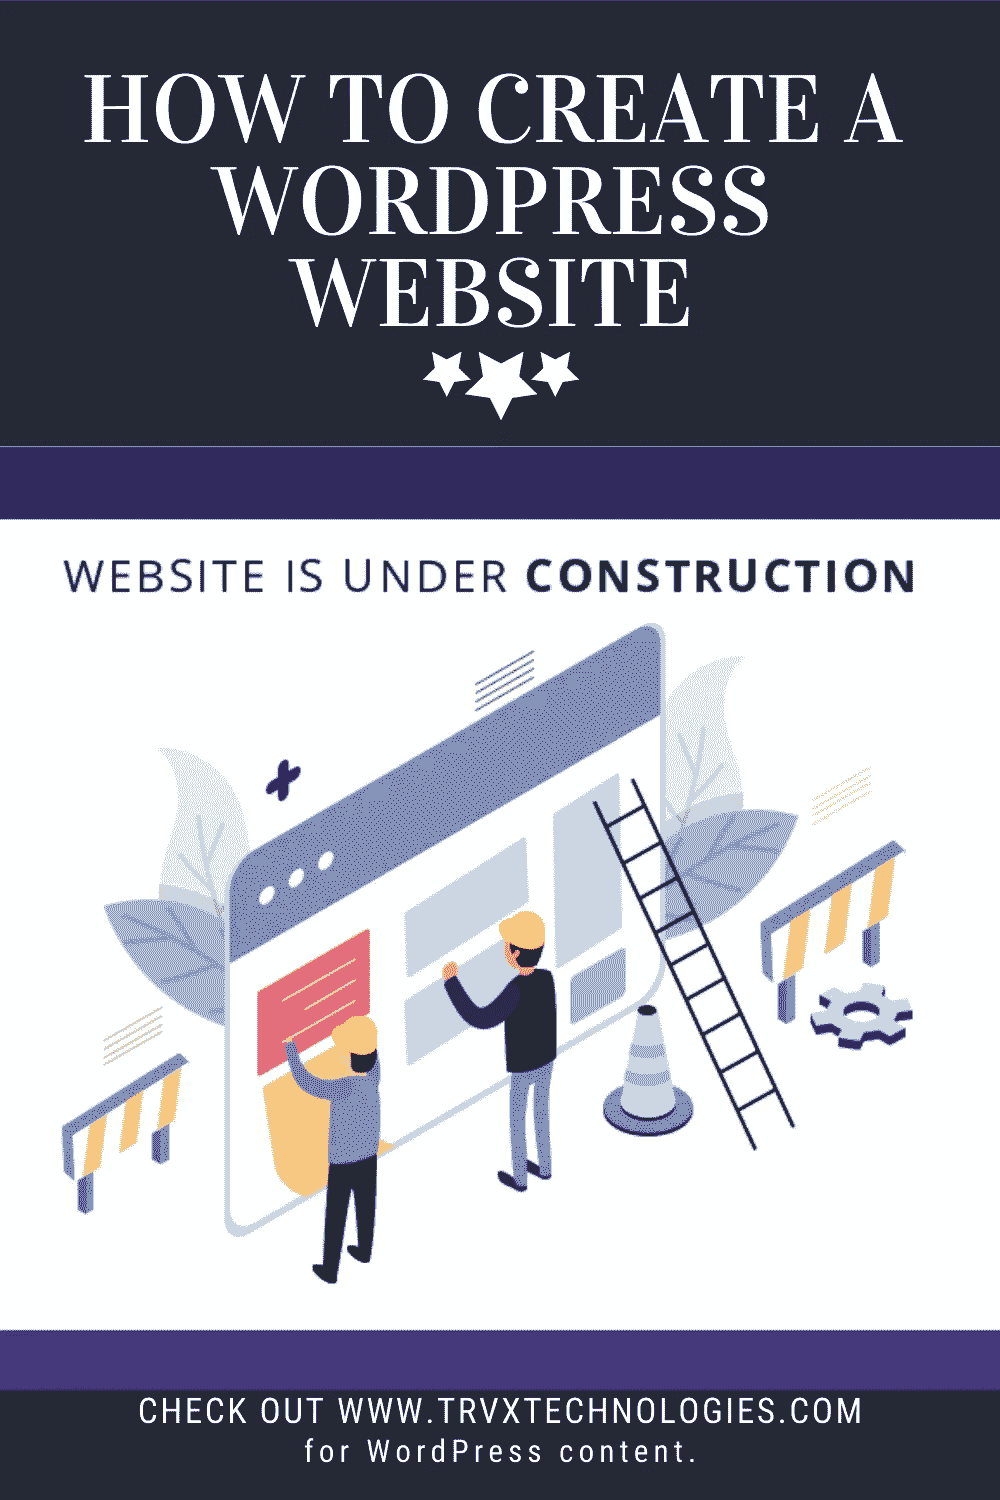 HOW TO CREATE A
WORDPRESS
WEBSITE
WEBSITE IS UNDER CONSTRUCTION
CHECK OUT WWW.TRVXTECHNOLOGIES.COM
for WordPress content.